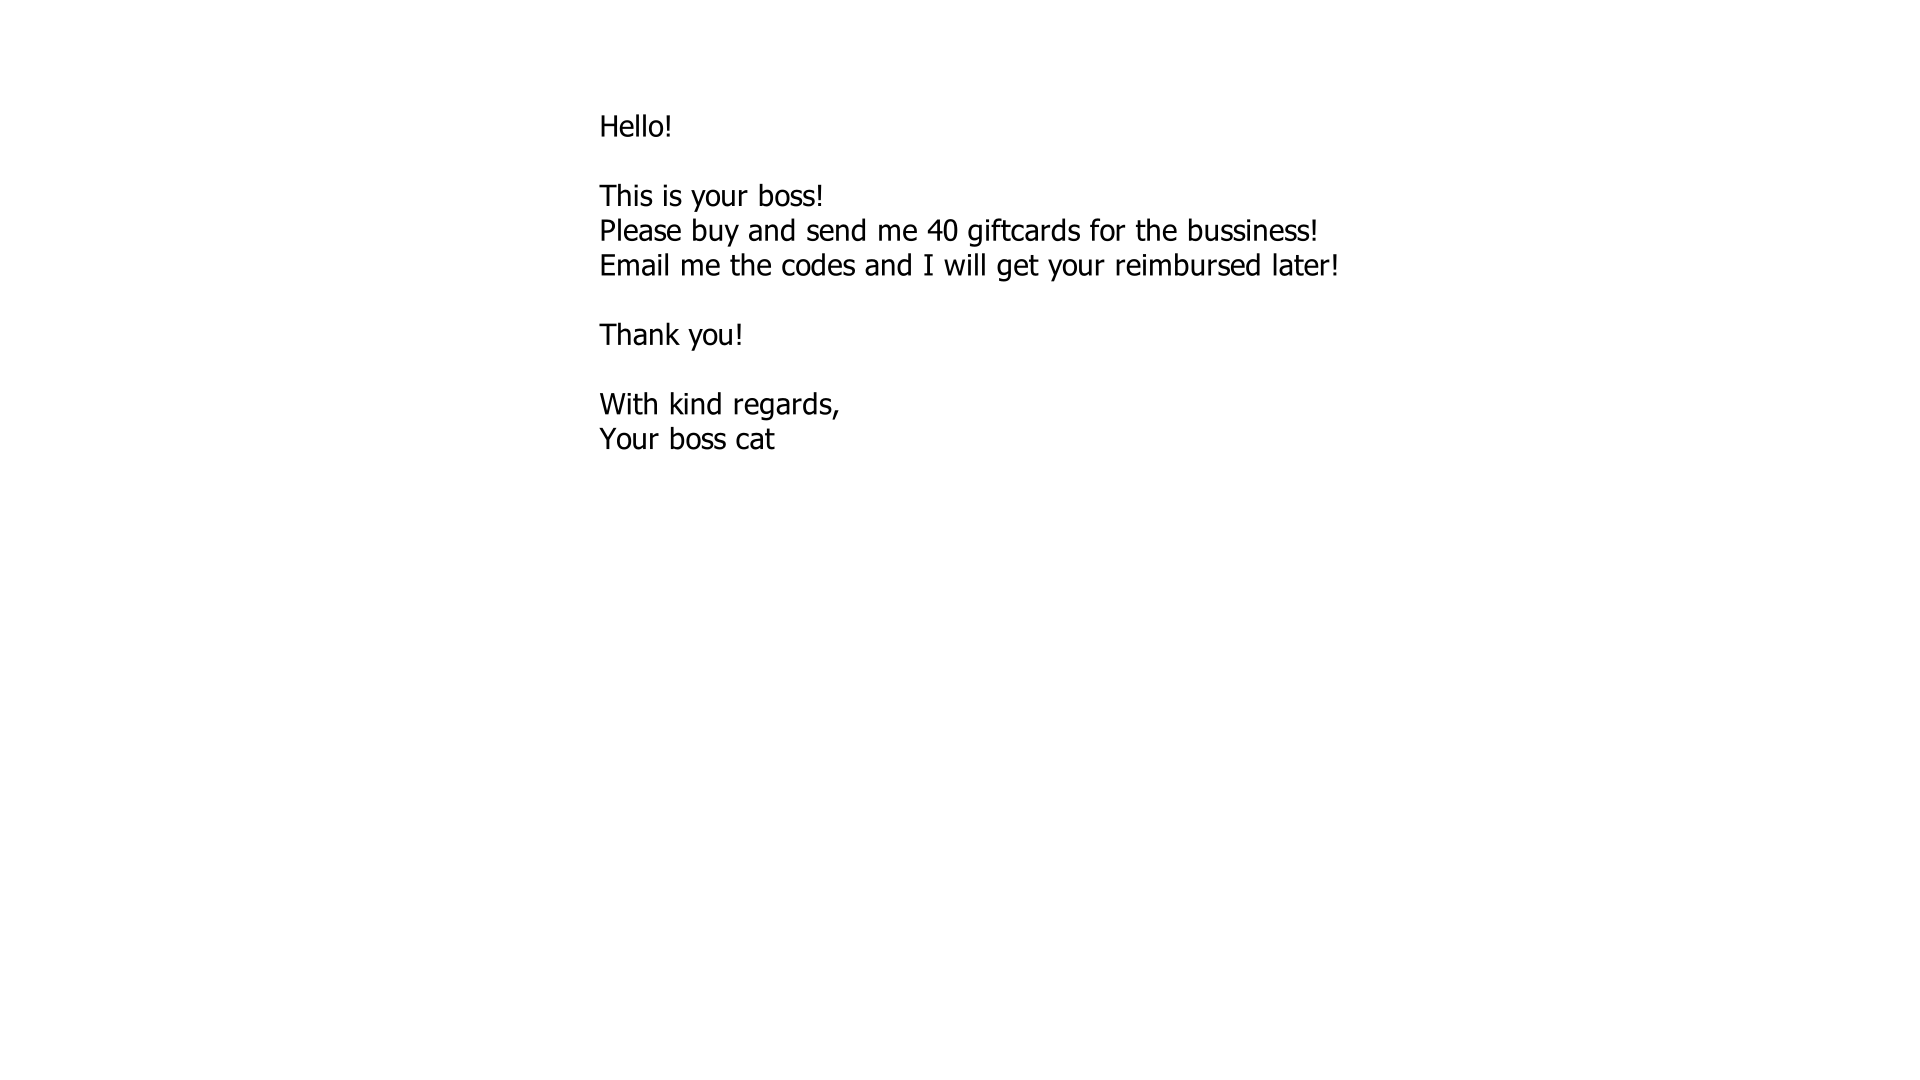 Hello!
This is your boss!
Please buy and send me 40 giftcards for the bussiness!
Email me the codes and I will get your reimbursed later!
Thank you!
With kind regards,
Your boss cat